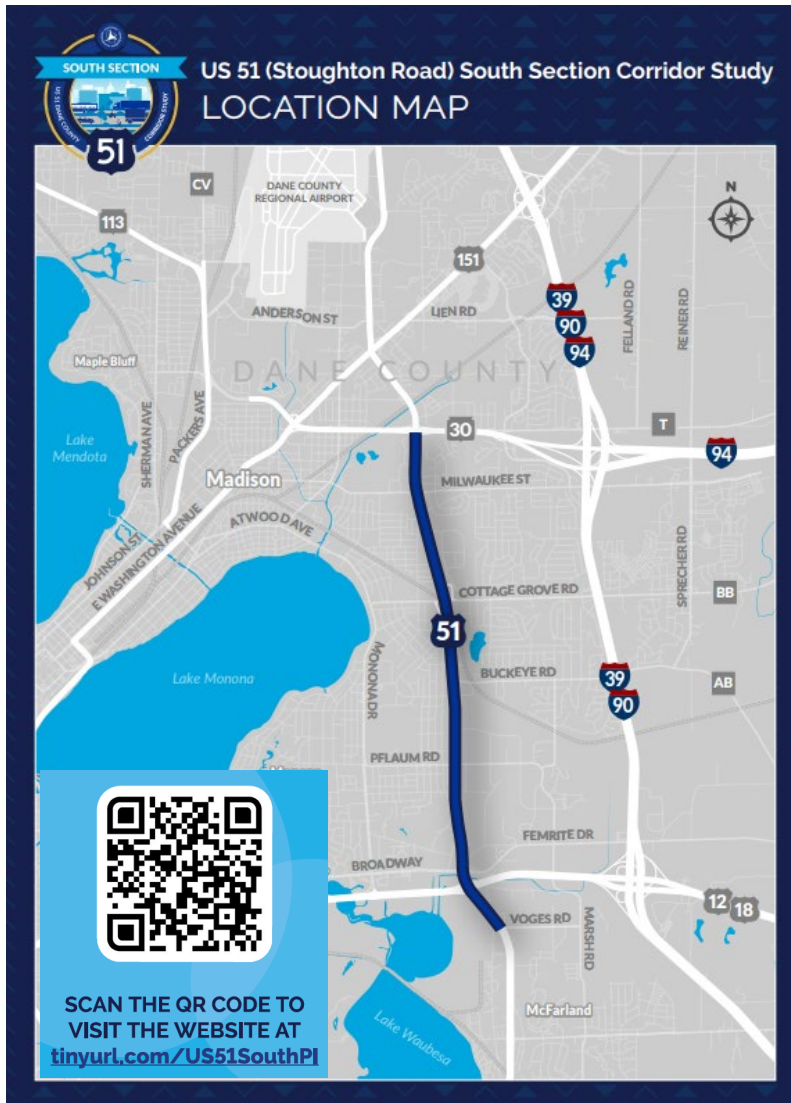 SOUTH SECTION
US 51 DANE COUNTY
CORRIDOR STUDY
51
US 51 (Stoughton Road) South Section Corridor Study
LOCATION MAP
CV
DANE COUNTY
REGIONAL AIRPORT
N
113
151
ANDERSON ST
LIEN RD
39
90
94
FELLAND RD
REINER RD
Maple Bluff
DANE COUNTY
SHERMAN AVE
PACKERS AVE
30
T
94
Lake
Mendota
Madison
MILWAUKEE ST
ATWOOD AVE
JOHNSON ST
E WASHINGTON AVENUE
SPRECHER RD
COTTAGE GROVE RD
BB
51
MONONA DR
Lake Monona
BUCKEYE RD
39
90
AB
PFLAUM RD
FEMRITE DR
BROADWAY
12
18
VOGES RD
MARSH RD
McFarland
Lake Waubesa
SCAN THE QR CODE TO
VISIT THE WEBSITE AT
tinyurl.com/US51SouthPI